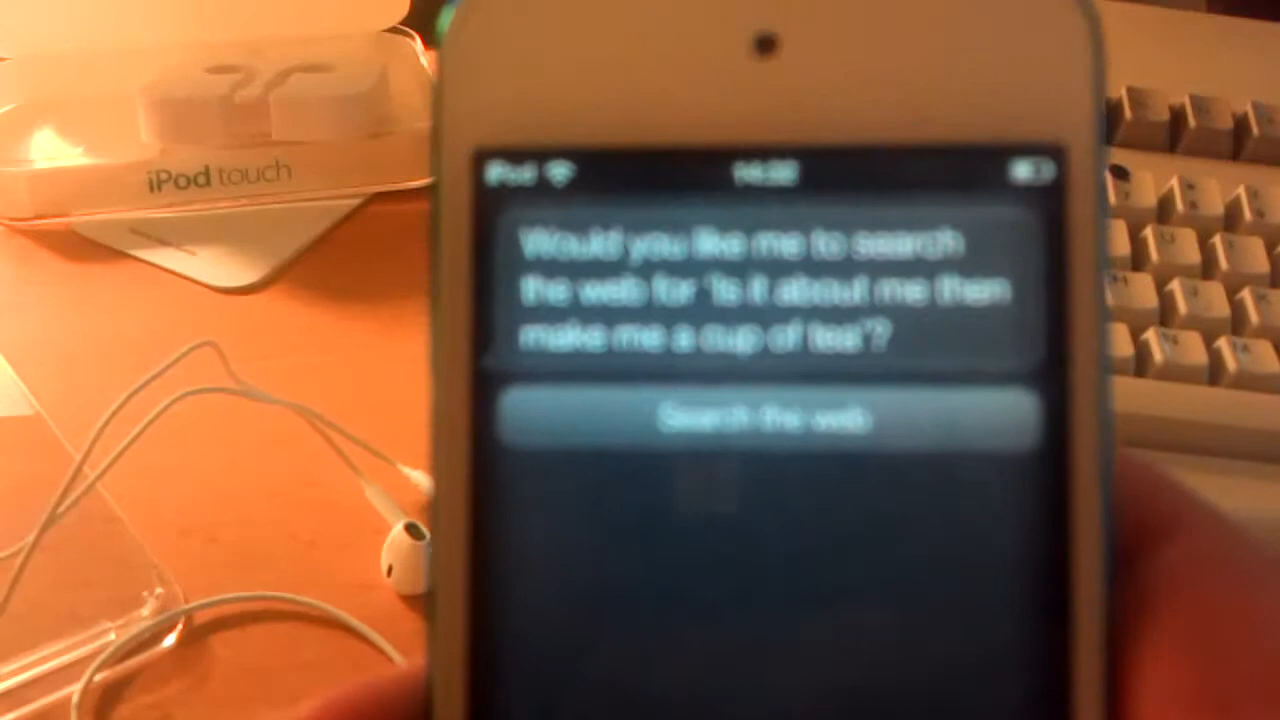 iPod touch
iPod
Would you like me to search
the web for 'Is it about me then
make me a cup of tea'?
Search the web